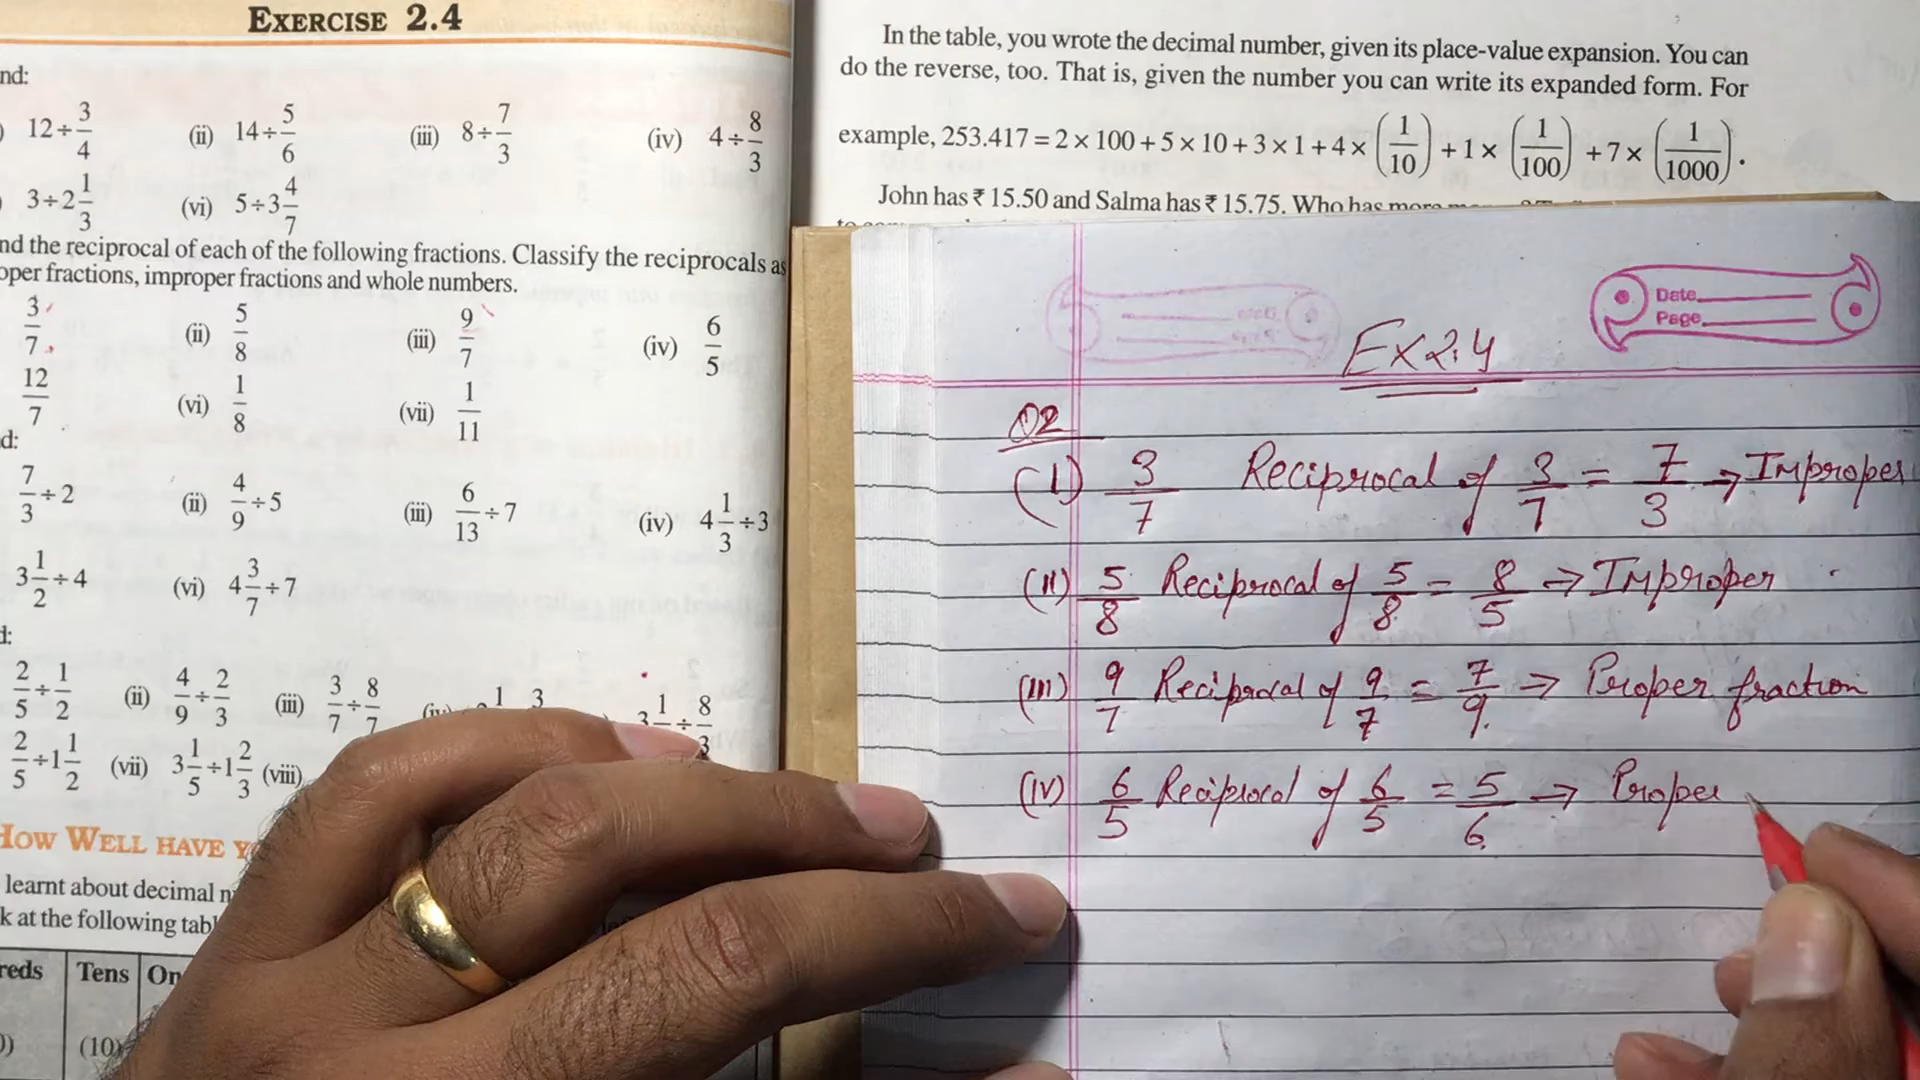 EXERCISE 2.4
nd:
12 ÷ 3/4 (ii) 14 ÷ 5/6 (iii) 8 ÷ 7/3 (iv) 4 ÷ 8/3
3 ÷ 2 1/3 (vi) 5 ÷ 3 4/7
nd the reciprocal of each of the following fractions. Classify the reciprocals as
oper fractions, improper fractions and whole numbers.
3/7 (ii) 5/8 (iii) 9/7 (iv) 6/5
12/7 (vi) 1/8 (vii) 1/11
d:
7/3 ÷ 2 (ii) 4/9 ÷ 5 (iii) 6/13 ÷ 7 (iv) 4 1/3 ÷ 3
3 1/2 ÷ 4 (vi) 4 3/7 ÷ 7
d:
2/5 ÷ 1/2 (ii) 4/9 ÷ 2/3 (iii) 3/7 ÷ 8/7 1 3 3 1 ÷ 8/3
2/5 ÷ 1 1/2 (vii) 3 1/5 ÷ 1 2/3 (viii)
HOW WELL HAVE
learnt about decimal
k at the following
reds Tens On
(10)
In the table, you wrote the decimal number, given its place-value expansion. You can
do the reverse, too. That is, given the number you can write its expanded form. For
example, 253.417 = 2 × 100 + 5 × 10 + 3 × 1 + 4 × (1/10) + 1 × (1/100) + 7 × (1/1000).
John has ₹ 15.50 and Salma has ₹ 15.75. Who has more
Date
Page
EX 2.4
Q2
(I) 3/7 Reciprocal of 3/7 = 7/3 → Improper
(II) 5/8 Reciprocal of 5/8 = 8/5 ⇒ Improper
(III) 9/7 Reciprocal of 9/7 = 7/9 ⇒ Proper fraction
(IV) 6/5 Reciprocal of 6/5 = 5/6 ⇒ Proper